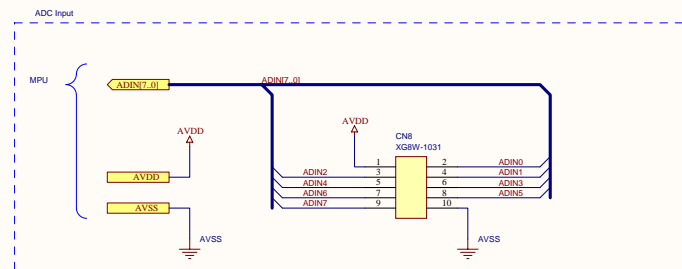 ADC Input
MPU
ADIN[7..0]
ADIN[7..0]
AVDD
AVDD
CN8
XG8W-1031
1 2 ADIN0
ADIN2 3 4 ADIN1
ADIN4 5 6 ADIN3
ADIN6 7 8 ADIN5
ADIN7 9 10
AVDD
AVSS
AVSS
AVSS